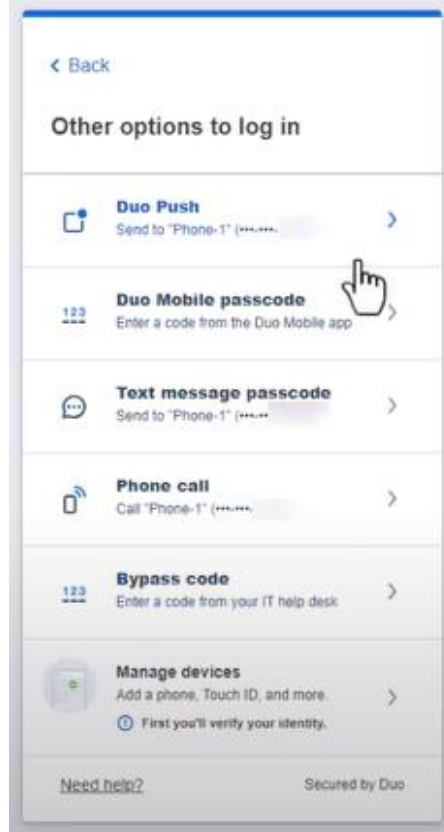 Back
Other options to log in
Duo Push
Send to "Phone-1" (•••-•••-
123
Duo Mobile passcode
Enter a code from the Duo Mobile app
Text message passcode
Send to "Phone-1" (•••-••
Phone call
Call "Phone-1" (•••-•••-
123
Bypass code
Enter a code from your IT help desk
Manage devices
Add a phone, Touch ID, and more.
First you'll verify your identity.
Need help?
Secured by Duo